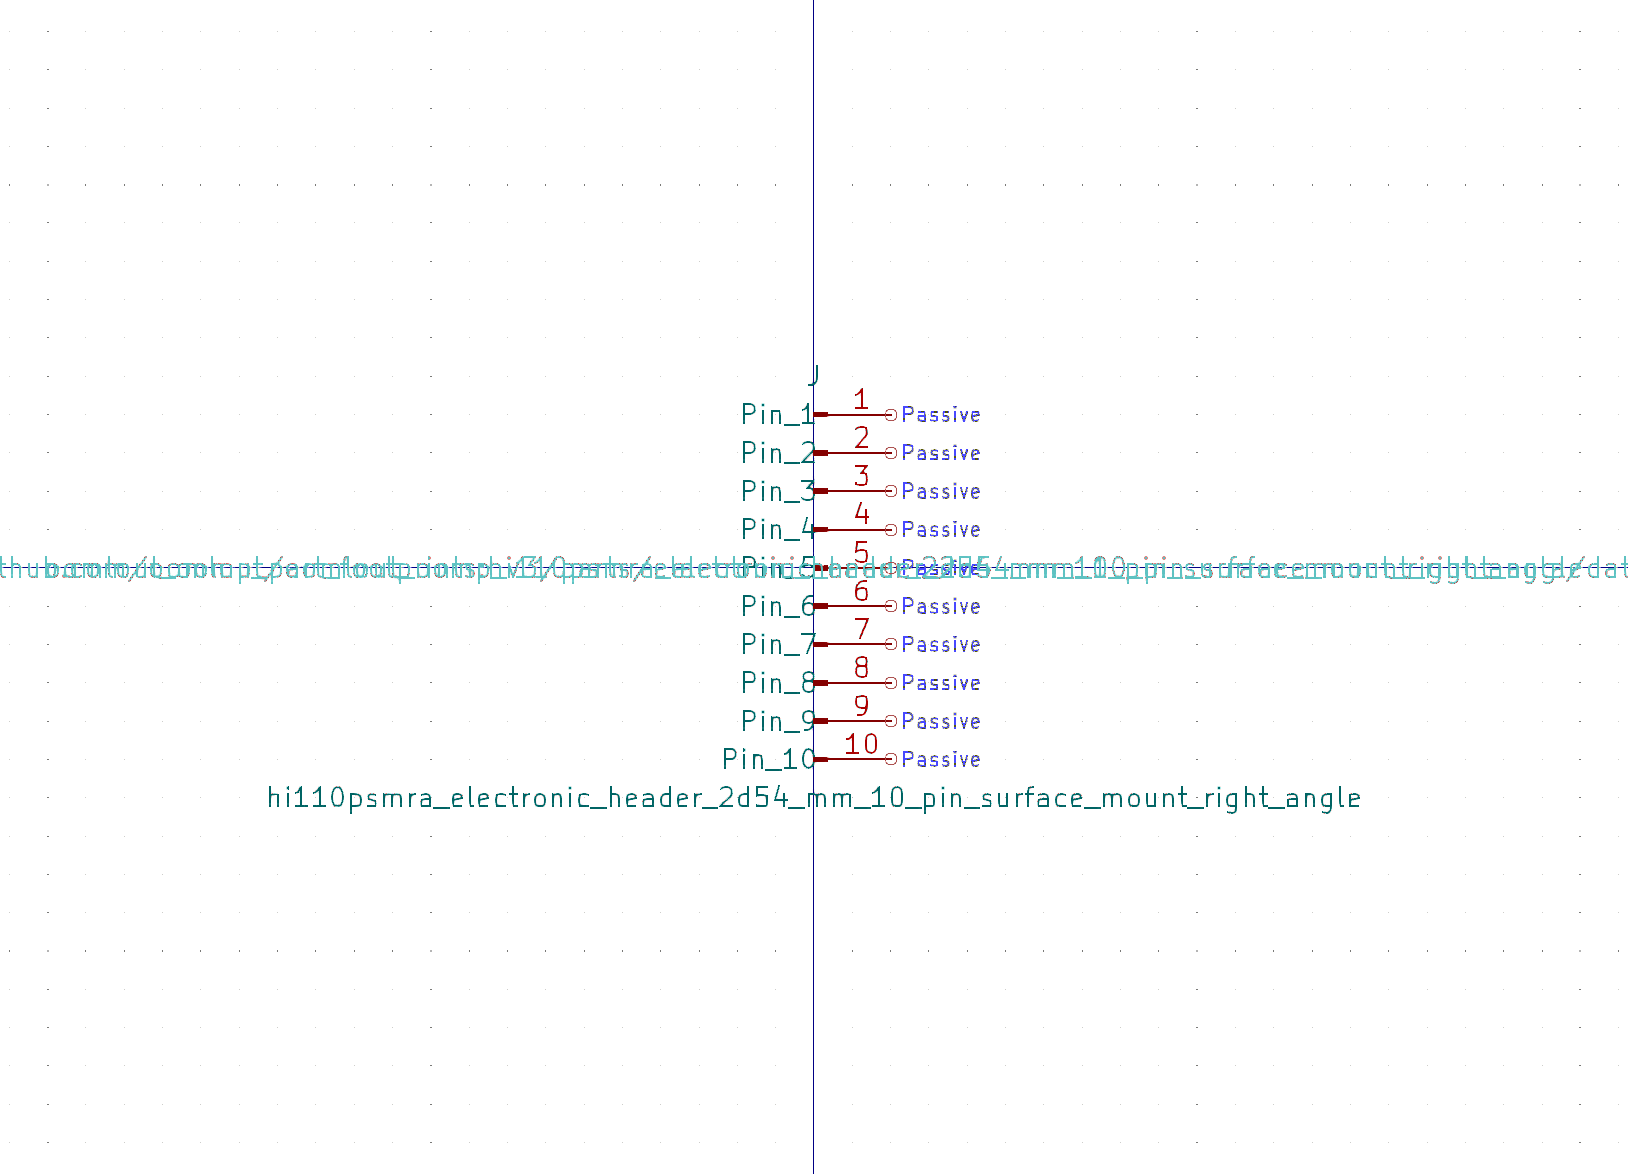 J
Pin_1 1 Passive
Pin_2 2 Passive
Pin_3 3 Passive
Pin_4 4 Passive
Pin_5 5 Passive
Pin_6 6 Passive
Pin_7 7 Passive
Pin_8 8 Passive
Pin_9 9 Passive
Pin_10 10 Passive
hi110psmra_electronic_header_2d54_mm_10_pin_surface_mount_right_angle